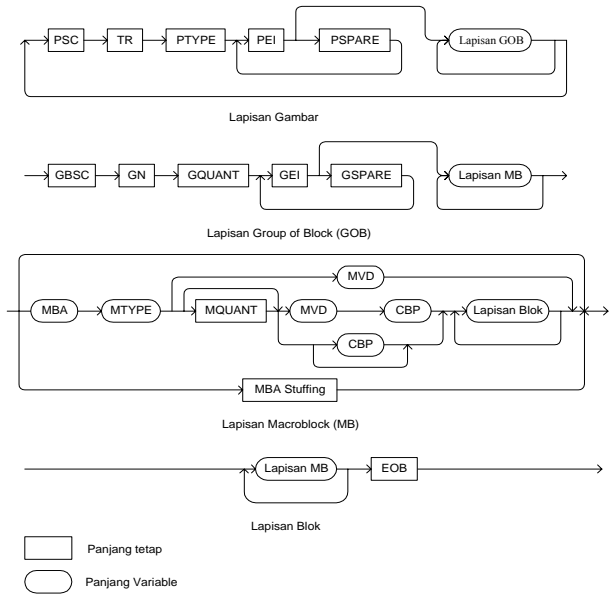 PSC TR PTYPE PEI PSPARE Lapisan GOB
Lapisan Gambar
GBSC GN GQUANT GEI GSPARE Lapisan MB
Lapisan Group of Block (GOB)
MVD
MBA MTYPE MQUANT MVD CBP Lapisan Blok
CBP
MBA Stuffing
Lapisan Macroblock (MB)
Lapisan MB EOB
Lapisan Blok
Panjang tetap
Panjang Variable